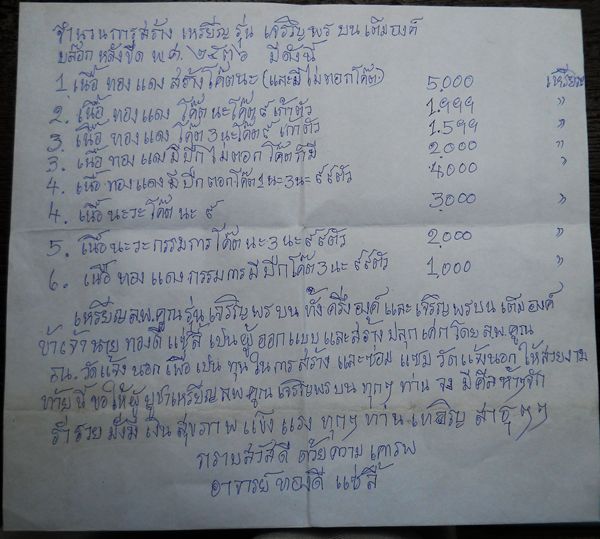 จำนวนการสร้าง เหรียญ รุ่น เจริญพร บน เต็มองค์
บล๊อก หลังขีด พ.ศ. ๒๕๓๖ มีดังนี้
1 เนื้อ ทองแดง สร้างโค๊ตนะ (และมีไม่ตอกโค๊ต) 5,000 เหรียญ
2. เนื้อ ทองแดง โค๊ตนะโค๊ต ๙ เก้าตัว 1.999 "
3. เนื้อ ทองแดง โค๊ต 3 นะโค๊ต ๙ เก้าตัว 1.599 "
3. เนื้อ ทองแดง มีปีก ไม่ตอก โค๊ตก็มี 2,000 "
4. เนื้อ ทองแดง มีปีกตอกโค๊ต 1 นะ 3 นะ ๙ ๙ตัว 4,000
4. เนื้อ นะวะ โค๊ต นะ ๙ 3,000 "
5. เนื้อ นะวะ กรรมการ โค๊ต นะ 3 นะ ๙ ๙ตัว 2,000 "
6. เนื้อ ทองแดง กรรมการ มีปีกโค๊ต 3 นะ ๙ ๙ตัว 1,000 "
เหรียญ ลพ.คูณ รุ่น เจริญพร บน ทั้ง ครึ่งองค์ และ เจริญพรบน เต็มองค์
ข้าเจ้านาย ทองดี แซ่ลี้ เป็นผู้ ออกแบบ และสร้าง ปลุกเศกโดย ลพ.คูณ
ณ. วัดแจ้งนอก เพื่อ เป็น ทุนในการ สร้าง และซ่อม แซม วัดแจ้งนอก ให้สวยงาม
ท้ายนี้ ขอให้ผู้ บูชาเหรียญ ลพ.คูณ เจริญพร บน ทุกๆ ท่าน จง มีศีลห้า
ร่ำรวย มั่งมี เงิน สุขภาพ แข็ง แรง ทุกๆ ท่าน เทอญ สาธุ ๆๆ
กราบสวัสดี ด้วยความ เคารพ
อาจารย์ ทองดี แซ่ลี้